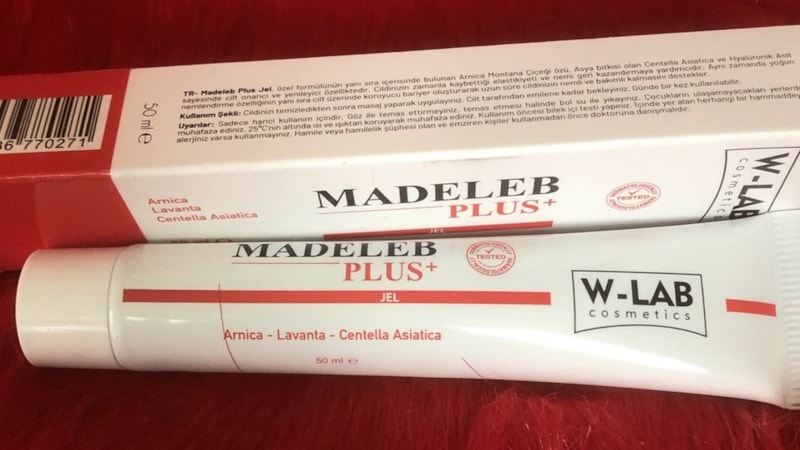 TR- Madeleb Plus Jel, özel formülünün yanı sıra içerisinde bulunan Arnica Montana Çiçeği özü, Asya bitkisi olan Centella Asiatica ve Hyalüronik Asit
sayesinde cilt onarıcı ve yenileyici özelliktedir. Cildinizin zamanla kaybettiği elastikiyeti ve nemi geri kazandırmaya yardımcıdır. Aynı zamanda yoğun
nemlendirme özelliğinin yanı sıra cilt üzerinde koruyucu bariyer oluşturarak uzun süre cildinizin nemli ve bakımlı kalmasını destekler.
Kullanım Şekli: Cildinizi temizledikten sonra masaj yaparak uygulayınız. Cilt tarafından emilene kadar bekleyiniz. Günde bir kez kullanılabilir.
Uyarılar: Sadece harici kullanım içindir. Göz ile temas ettirmeyiniz, temas etmesi halinde bol su ile yıkayınız. Çocukların ulaşamayacakları yerlerde
muhafaza ediniz. 25°C'nin altında ısı ve ışıktan koruyarak muhafaza ediniz. Kullanım öncesi bilek içi testi yapınız. İçinde yer alan herhangi bir hammaddeye
alerjiniz varsa kullanmayınız. Hamile veya hamilelik şüphesi olan ve emziren kişiler kullanmadan önce doktoruna danışmalıdır.
86 770271
50 ml e
Arnica
Lavanta
Centella Asiatica
MADELEB
PLUS+
JEL
TESTED
W-LAB
cosmetics
MADELEB
PLUS+
JEL
TESTED
W-LAB
cosmetics
Arnica - Lavanta - Centella Asiatica
50 ml e